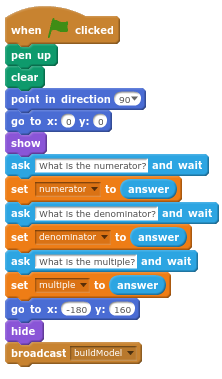 when clicked
pen up
clear
point in direction 90
go to x: 0 y: 0
show
ask What is the numerator? and wait
set numerator to answer
ask What is the denominator? and wait
set denominator to answer
ask What is the multiple? and wait
set multiple to answer
go to x: -180 y: 160
hide
broadcast buildModel